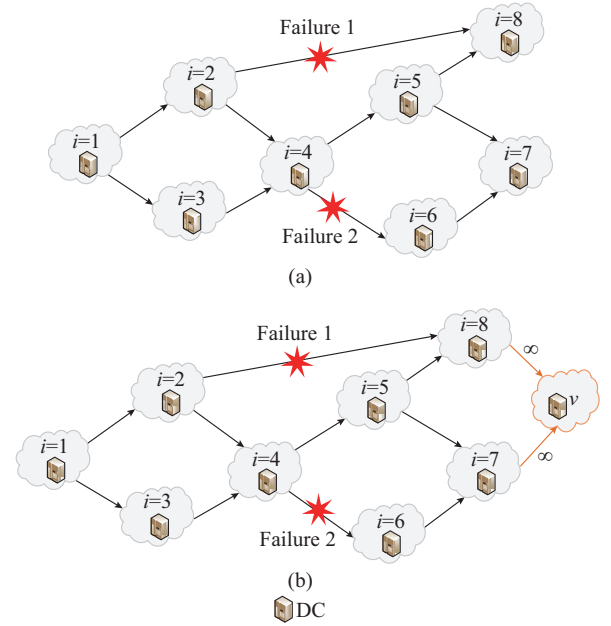 Failure 1
i=8
i=2
i=5
i=1
i=4
i=7
i=3
i=6
Failure 2
(a)
Failure 1
i=8
∞
i=2
i=5
v
i=1
i=4
i=7
∞
i=3
i=6
Failure 2
(b)
DC